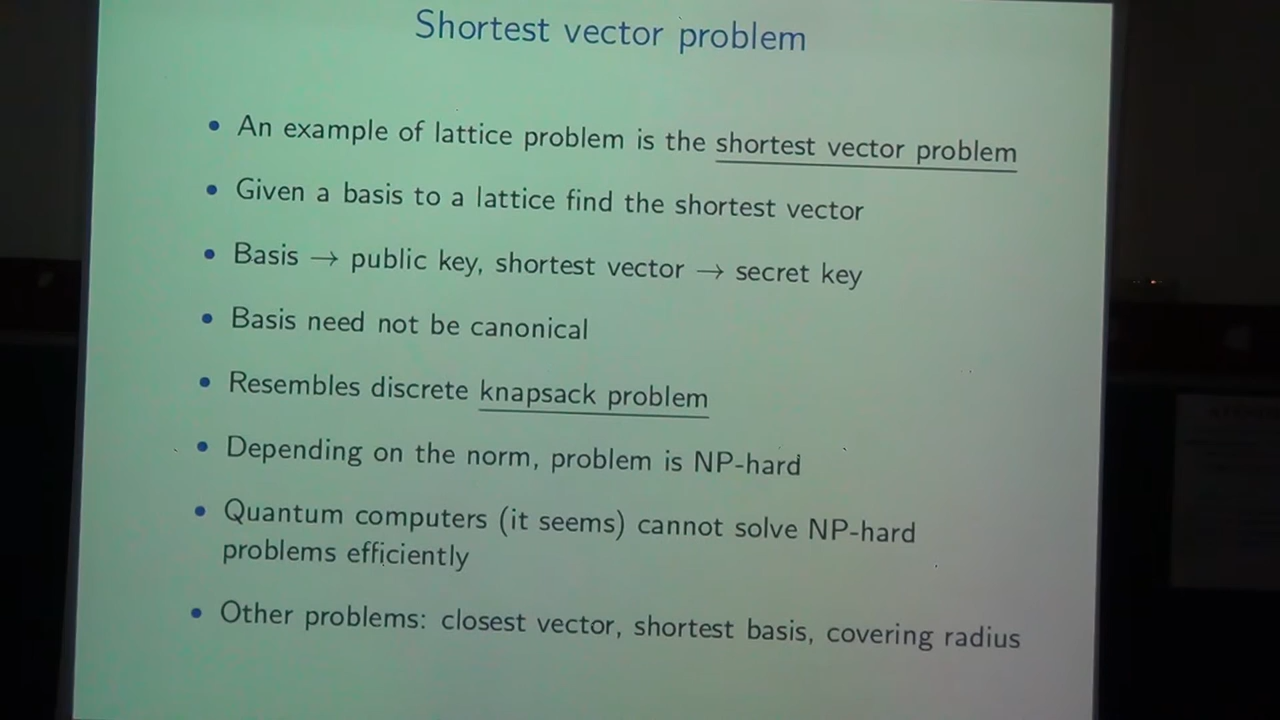 Shortest vector problem
• An example of lattice problem is the shortest vector problem
• Given a basis to a lattice find the shortest vector
• Basis → public key, shortest vector → secret key
• Basis need not be canonical
• Resembles discrete knapsack problem
• Depending on the norm, problem is NP-hard
• Quantum computers (it seems) cannot solve NP-hard
problems efficiently
• Other problems: closest vector, shortest basis, covering radius